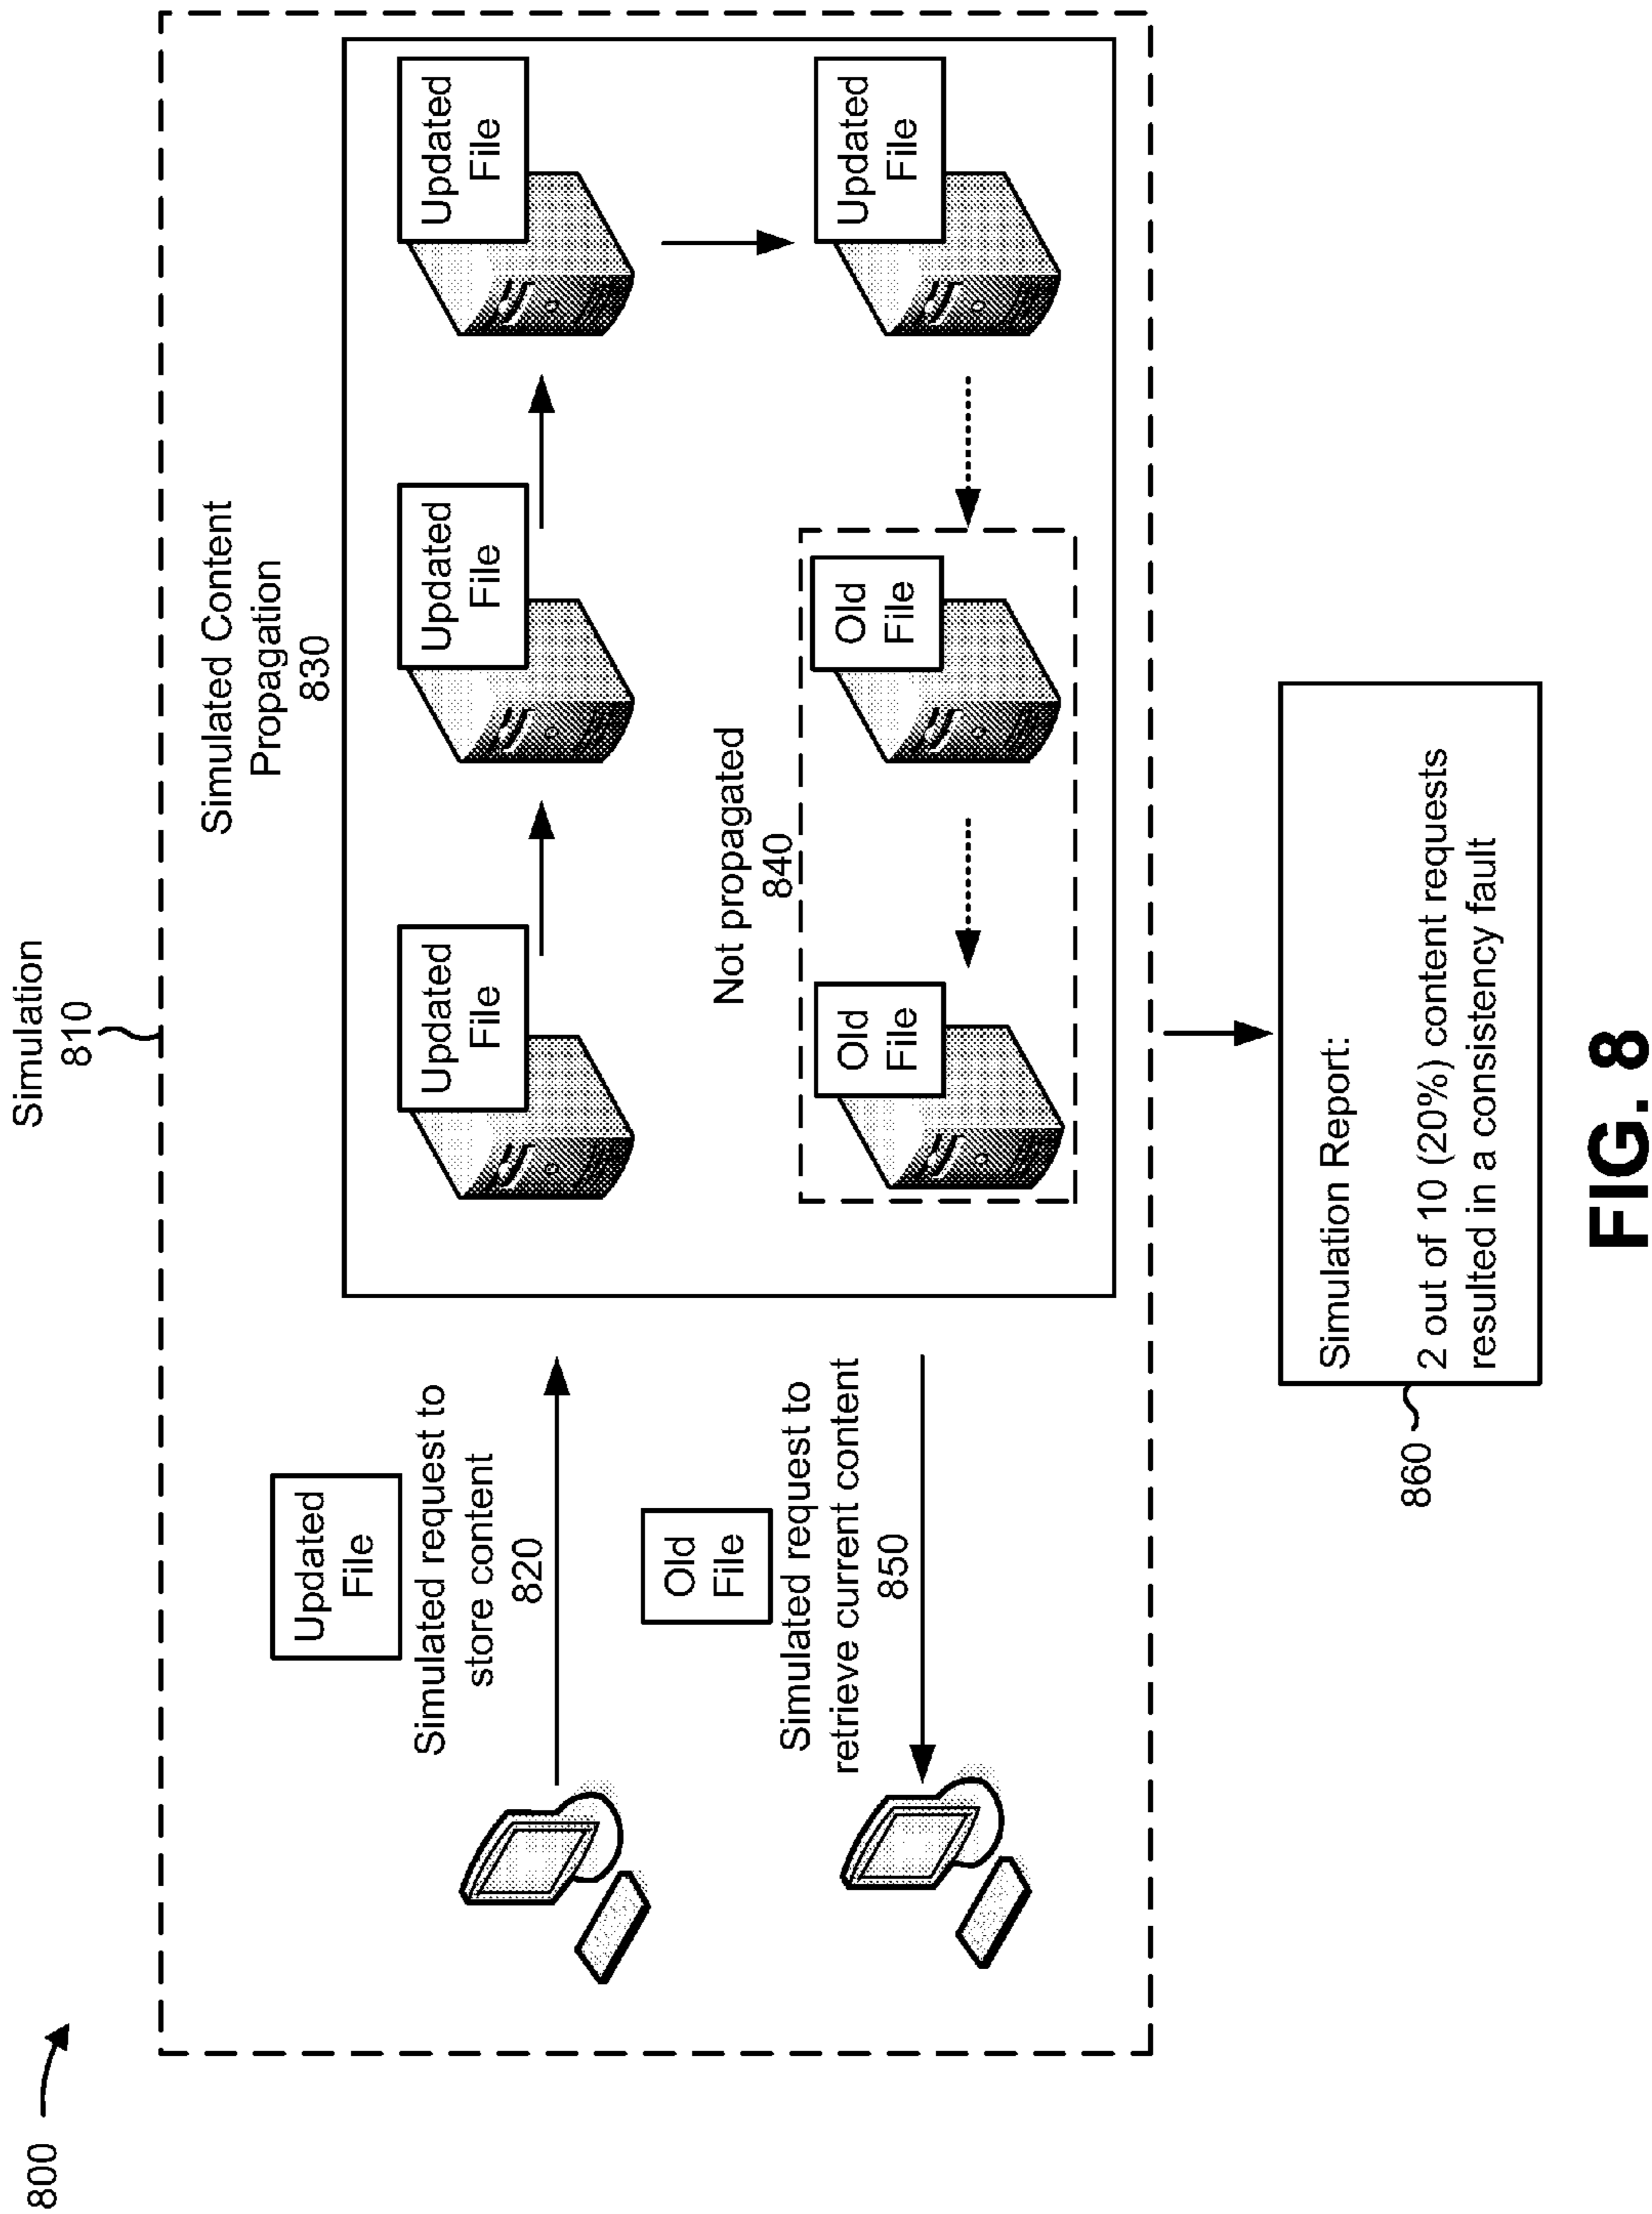 800
Simulation
810
Simulated Content
Propagation
830
Updated
File
Simulated request to
store content
820
Updated
File
Updated
File
Updated
File
Not propagated
840
Old
File
Simulated request to
retrieve current content
850
Old
File
Old
File
Updated
File
860
Simulation Report:
2 out of 10 (20%) content requests
resulted in a consistency fault
FIG. 8